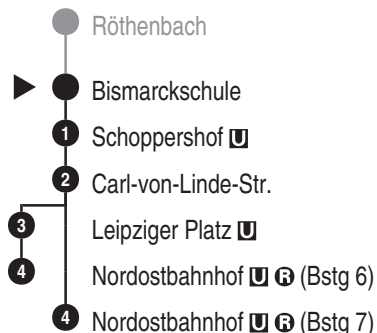 Röthenbach
Bismarckschule
1 Schoppershof U
2 Carl-von-Linde-Str.
3 Leipziger Platz U
4 Nordostbahnhof U R (Bstg 6)
4 Nordostbahnhof U R (Bstg 7)